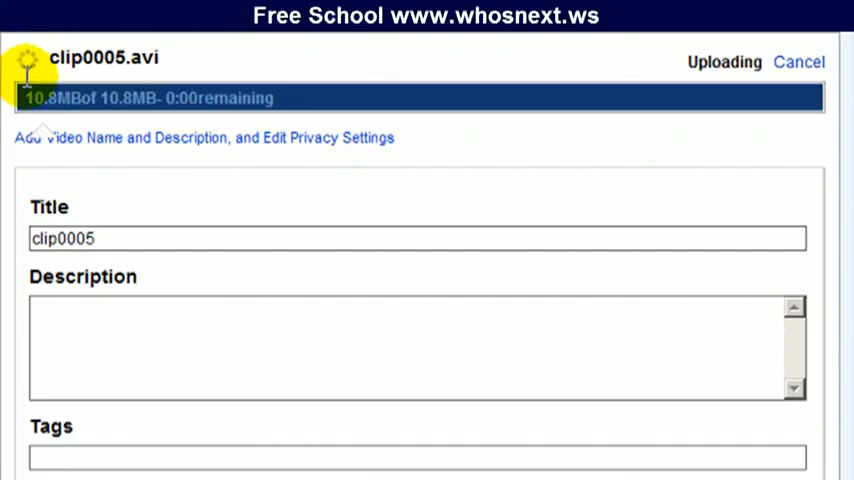 Free School www.whosnext.ws
clip0005.avi
Uploading Cancel
10.8MBof 10.8MB- 0:00remaining
Add Video Name and Description, and Edit Privacy Settings
Title
clip0005
Description
Tags